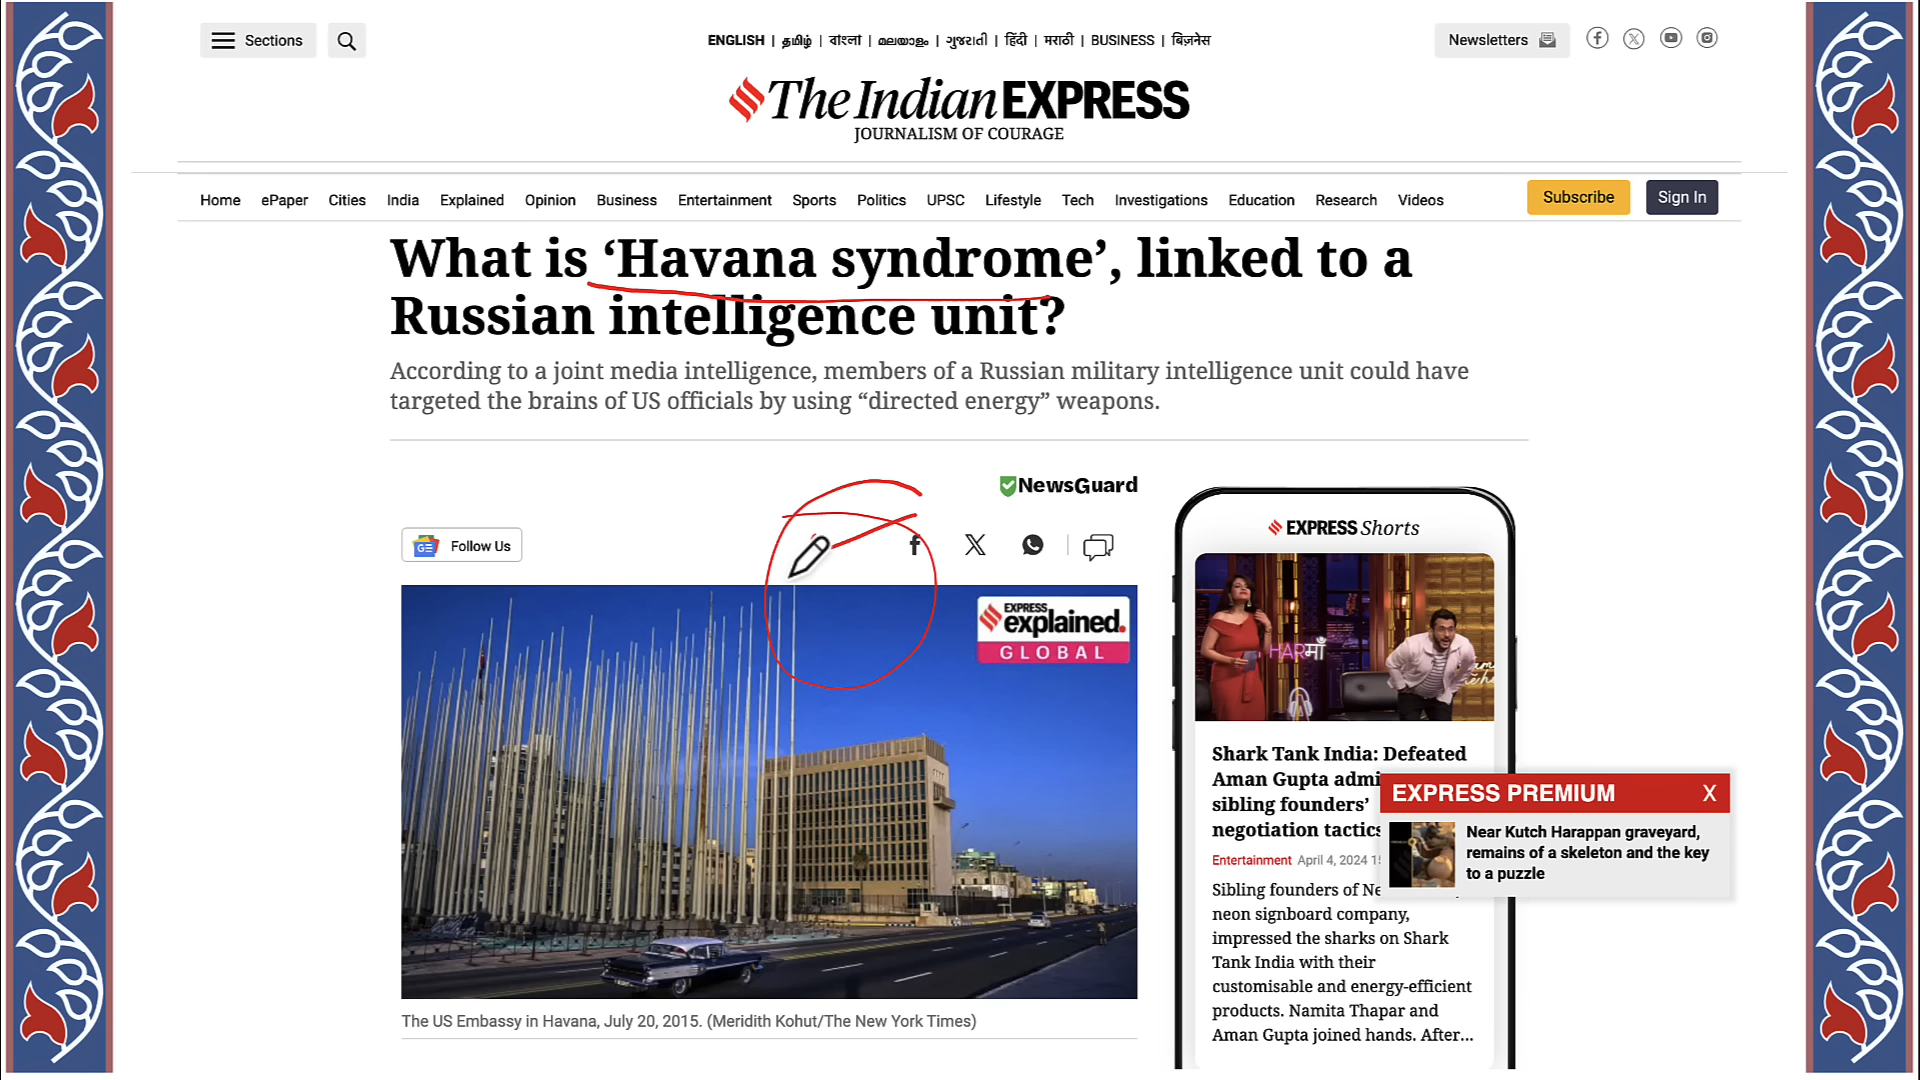 Sections
ENGLISH | தமிழ் | বাংলা | മലയാളം | ગુજરાતી | हिंदी | मराठी | BUSINESS | बिज़नेस
Newsletters
The Indian EXPRESS
JOURNALISM OF COURAGE
Home ePaper Cities India Explained Opinion Business Entertainment Sports Politics UPSC Lifestyle Tech Investigations Education Research Videos
Subscribe
Sign In
What is ‘Havana syndrome’, linked to a
Russian intelligence unit?
According to a joint media intelligence, members of a Russian military intelligence unit could have
targeted the brains of US officials by using “directed energy” weapons.
NewsGuard
GE Follow Us
EXPRESS
explained.
GLOBAL
The US Embassy in Havana, July 20, 2015. (Meridith Kohut/The New York Times)
EXPRESS Shorts
Shark Tank India: Defeated
Aman Gupta admi
sibling founders’
negotiation tactics
Entertainment April 4, 2024
Sibling founders of Ne
neon signboard company,
impressed the sharks on Shark
Tank India with their
customisable and energy-efficient
products. Namita Thapar and
Aman Gupta joined hands. After...
EXPRESS PREMIUM X
Near Kutch Harappan graveyard,
remains of a skeleton and the key
to a puzzle